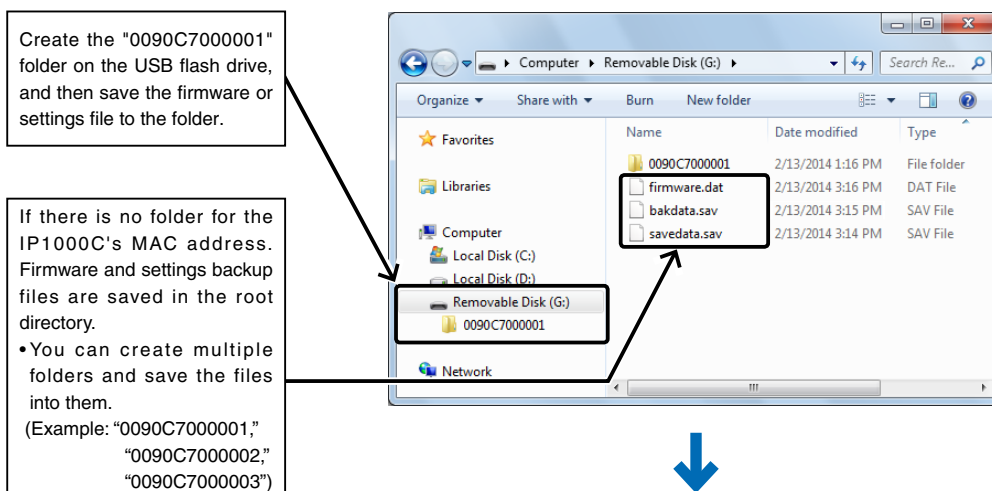 Create the "0090C7000001"
folder on the USB flash drive,
and then save the firmware or
settings file to the folder.
If there is no folder for the
IP1000C's MAC address.
Firmware and settings backup
files are saved in the root
directory.
•You can create multiple
folders and save the files
into them.
(Example: “0090C7000001,”
“0090C7000002,”
“0090C7000003”)
Computer Removable Disk (G:) Search Re...
Organize Share with Burn New folder
Favorites
Libraries
Computer
Local Disk (C:)
Local Disk (D:)
Removable Disk (G:)
0090C7000001
Network
Name Date modified Type
0090C7000001 2/13/2014 1:16 PM File folder
firmware.dat 2/13/2014 3:16 PM DAT File
bakdata.sav 2/13/2014 3:15 PM SAV File
savedata.sav 2/13/2014 3:14 PM SAV File